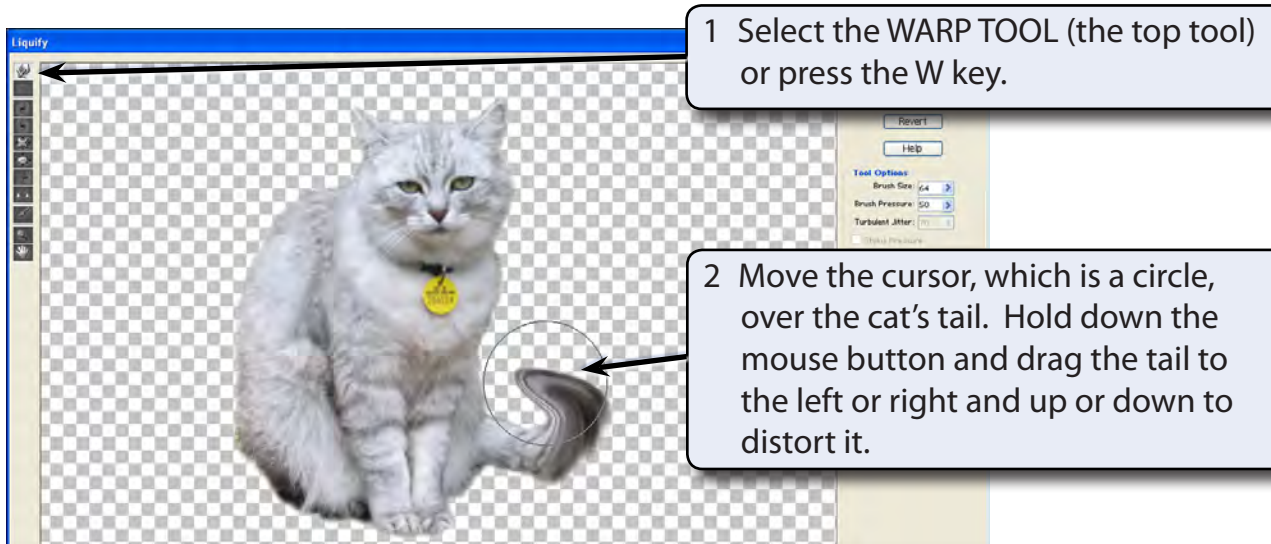 Liquify
1 Select the WARP TOOL (the top tool)
or press the W key.
Revert
Help
Tool Options
Brush Size: 64
Brush Pressure: 50
Turbulent Jitter: 70
2 Move the cursor, which is a circle,
over the cat’s tail. Hold down the
mouse button and drag the tail to
the left or right and up or down to
distort it.